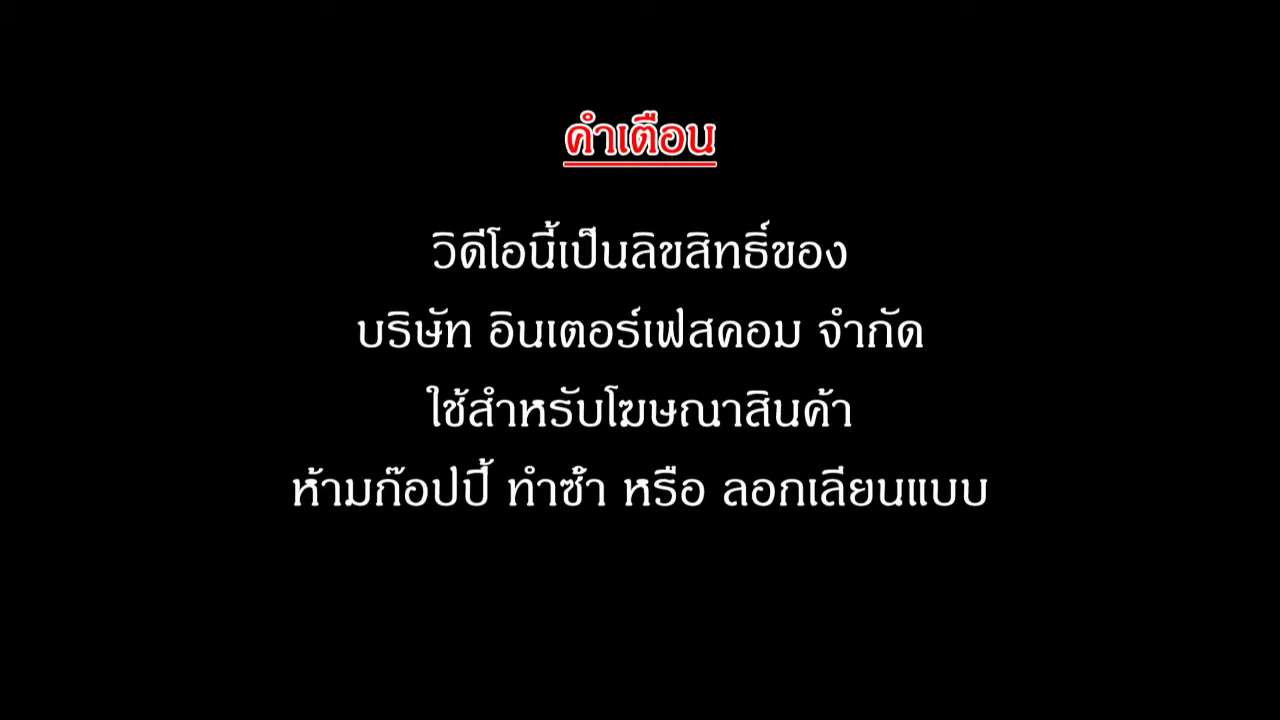 คำเตือน
วิดีโอนี้เป็นลิขสิทธิ์ของ
บริษัท อินเตอร์เฟสคอม จำกัด
ใช้สำหรับโฆษณาสินค้า
ห้ามก๊อปปี้ ทำซ้ำ หรือ ลอกเลียนแบบ